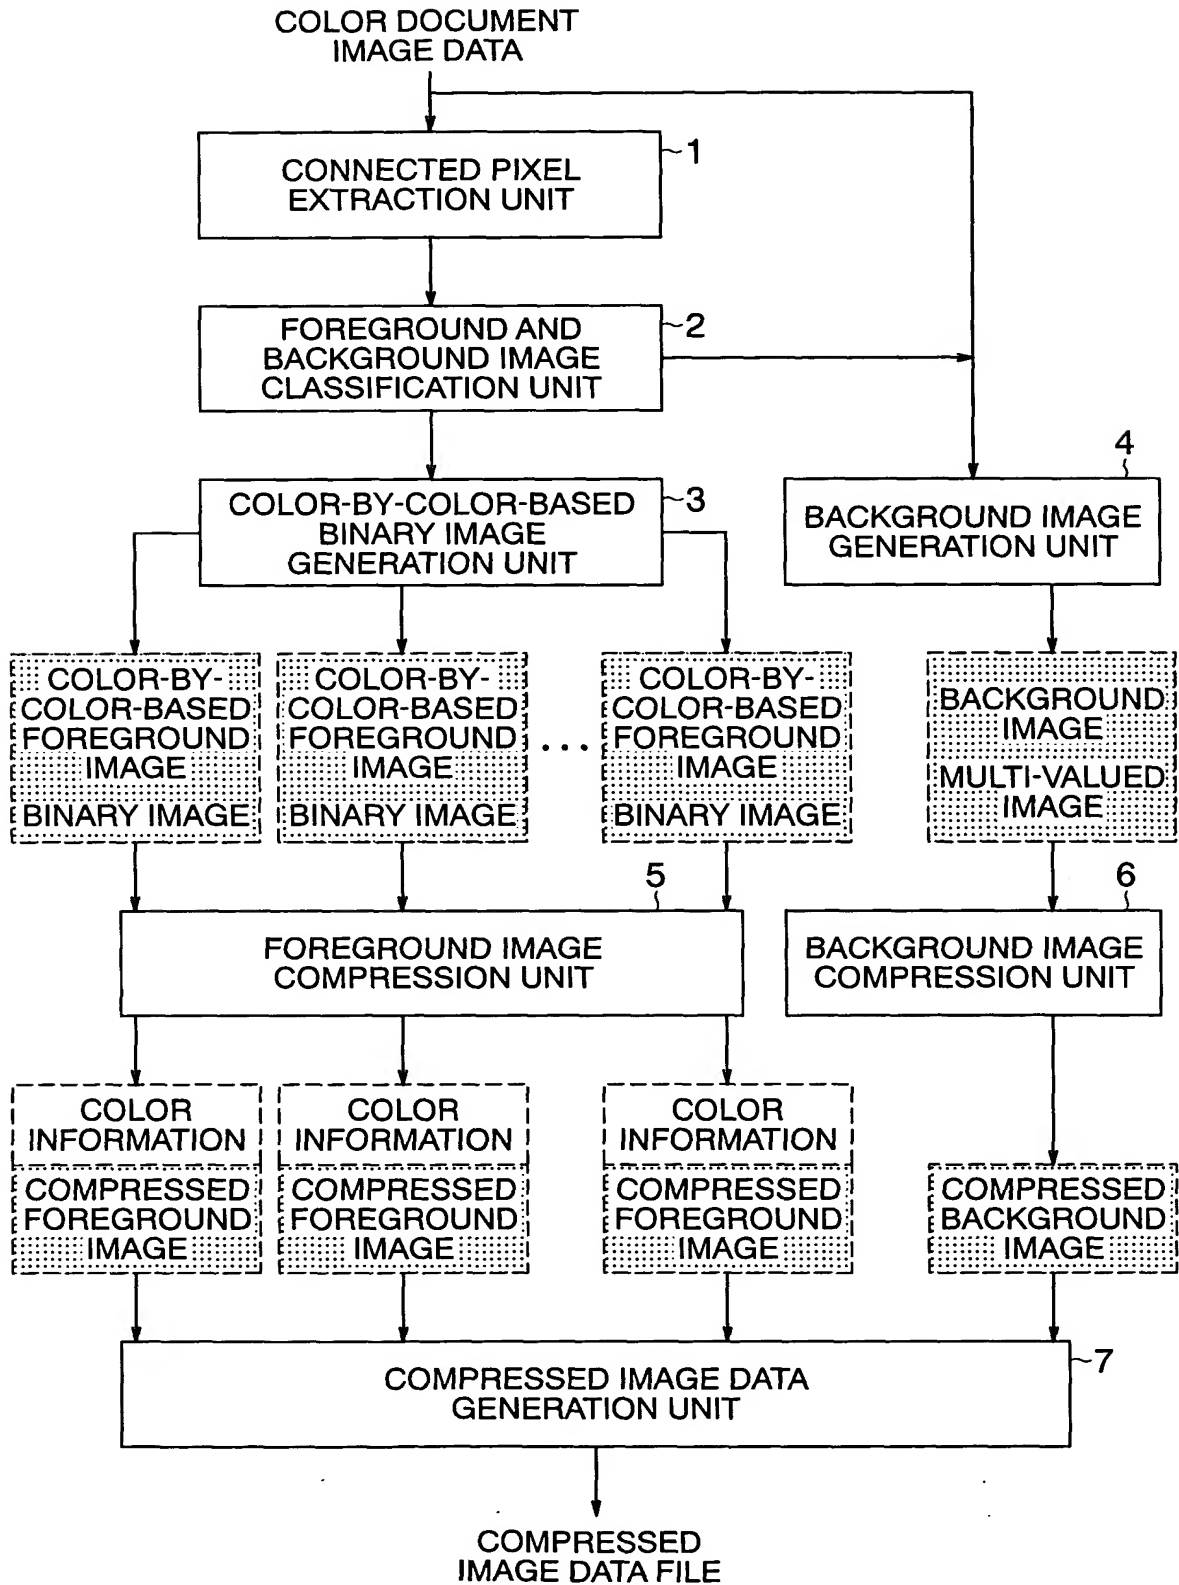 COLOR DOCUMENT
IMAGE DATA
1
CONNECTED PIXEL
EXTRACTION UNIT
2
FOREGROUND AND
BACKGROUND IMAGE
CLASSIFICATION UNIT
3
COLOR-BY-COLOR-BASED
BINARY IMAGE
GENERATION UNIT
4
BACKGROUND IMAGE
GENERATION UNIT
COLOR-BY-
COLOR-BASED
FOREGROUND
IMAGE
BINARY IMAGE
COLOR-BY-
COLOR-BASED
FOREGROUND
IMAGE
BINARY IMAGE
...
COLOR-BY-
COLOR-BASED
FOREGROUND
IMAGE
BINARY IMAGE
BACKGROUND
IMAGE
MULTI-VALUED
IMAGE
5
FOREGROUND IMAGE
COMPRESSION UNIT
6
BACKGROUND IMAGE
COMPRESSION UNIT
COLOR
INFORMATION
COMPRESSED
FOREGROUND
IMAGE
COLOR
INFORMATION
COMPRESSED
FOREGROUND
IMAGE
COLOR
INFORMATION
COMPRESSED
FOREGROUND
IMAGE
COMPRESSED
BACKGROUND
IMAGE
7
COMPRESSED IMAGE DATA
GENERATION UNIT
COMPRESSED
IMAGE DATA FILE